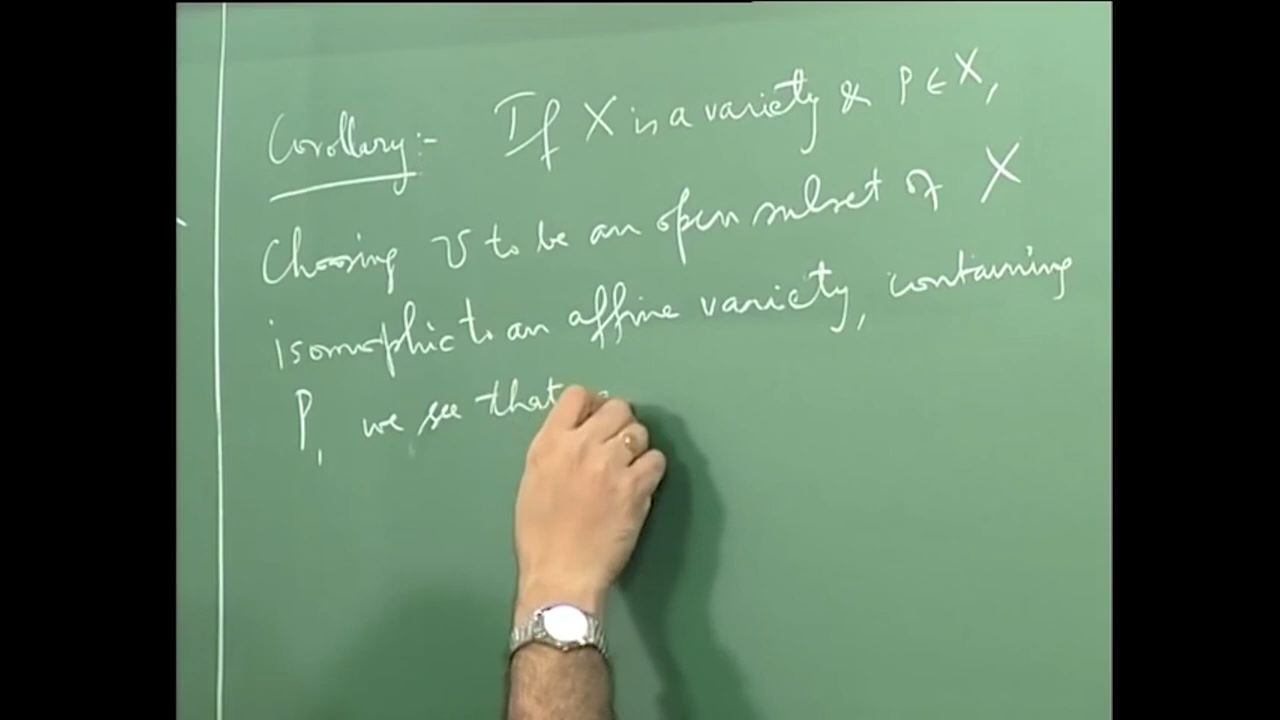 Corollary:- If X is a variety & P ∈ X,
Choosing U to be an open subset of X
isomorphic to an affine variety, containing
P, we see that